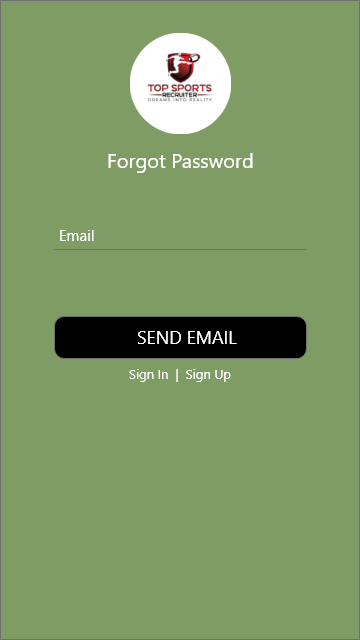 TOP SPORTS
RECRUITER
DREAMS INTO REALITY
Forgot Password
Email
SEND EMAIL
Sign In | Sign Up